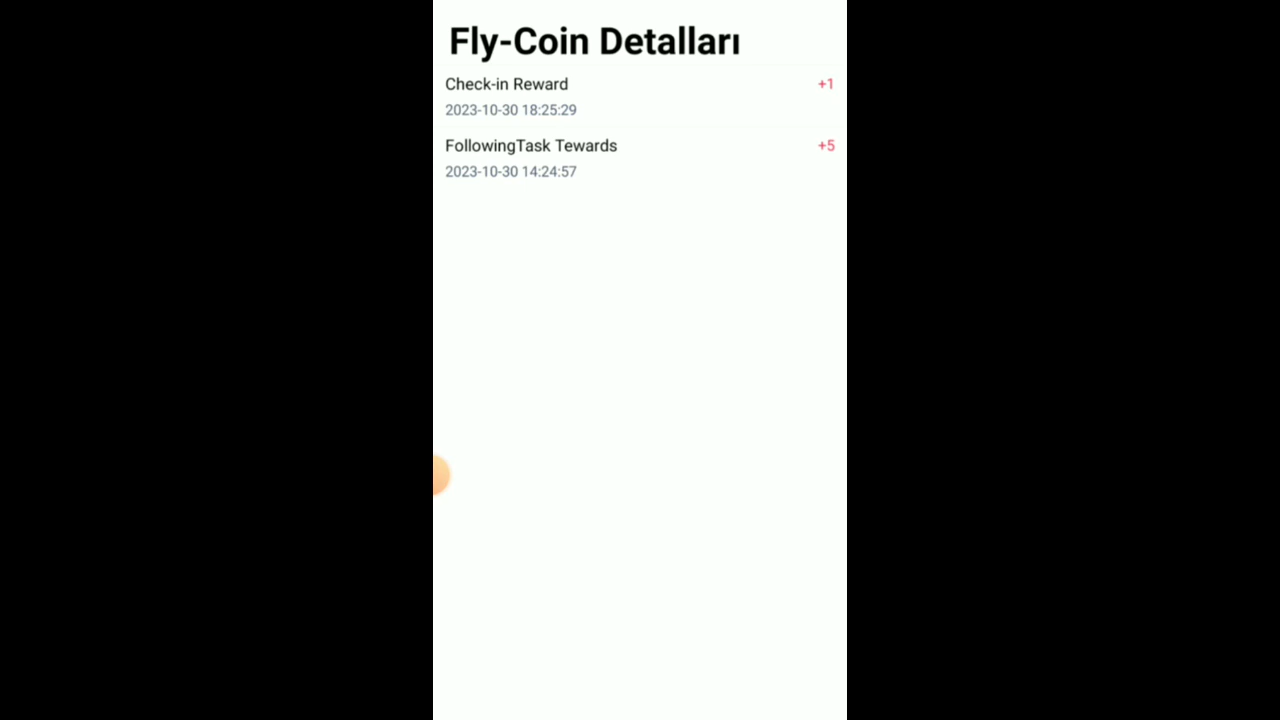 Fly-Coin Detalları
Check-in Reward +1
2023-10-30 18:25:29
FollowingTask Tewards +5
2023-10-30 14:24:57